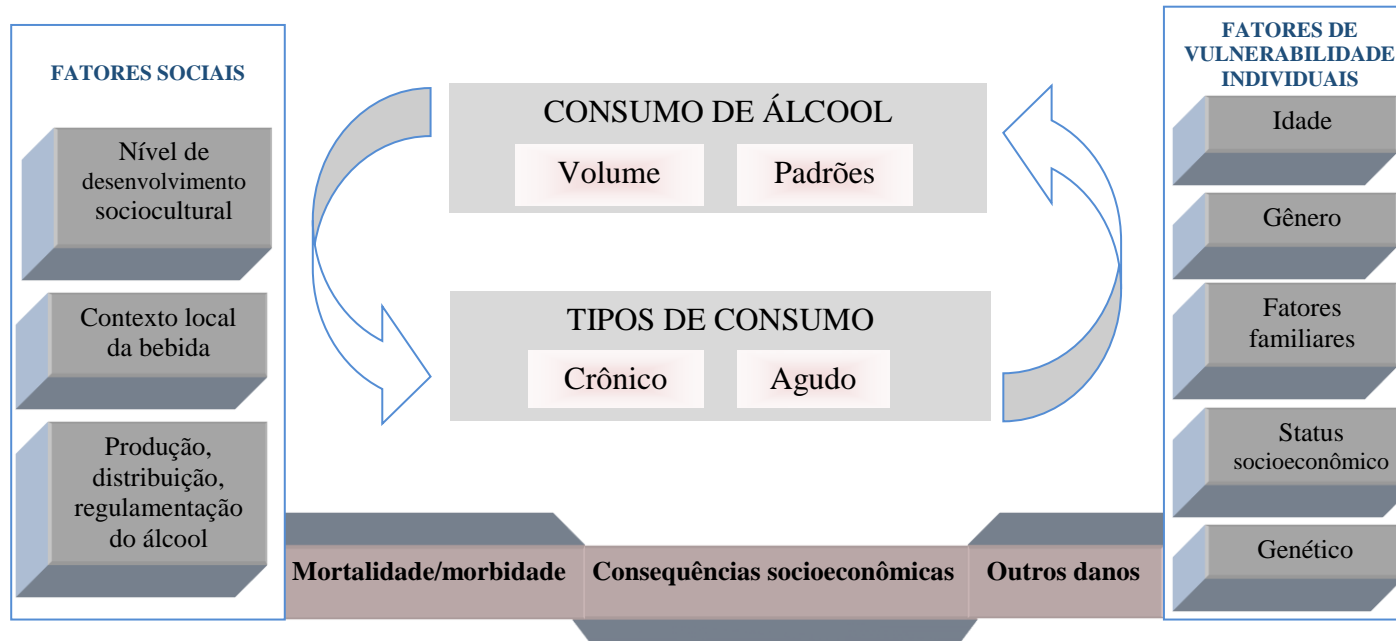 FATORES SOCIAIS
Nível de
desenvolvimento
sociocultural
Contexto local
da bebida
Produção,
distribuição,
regulamentação
do álcool
CONSUMO DE ÁLCOOL
Volume
Padrões
TIPOS DE CONSUMO
Crônico
Agudo
Mortalidade/morbidade
Consequências socioeconômicas
Outros danos
FATORES DE
VULNERABILIDADE
INDIVIDUAIS
Idade
Gênero
Fatores
familiares
Status
socioeconômico
Genético